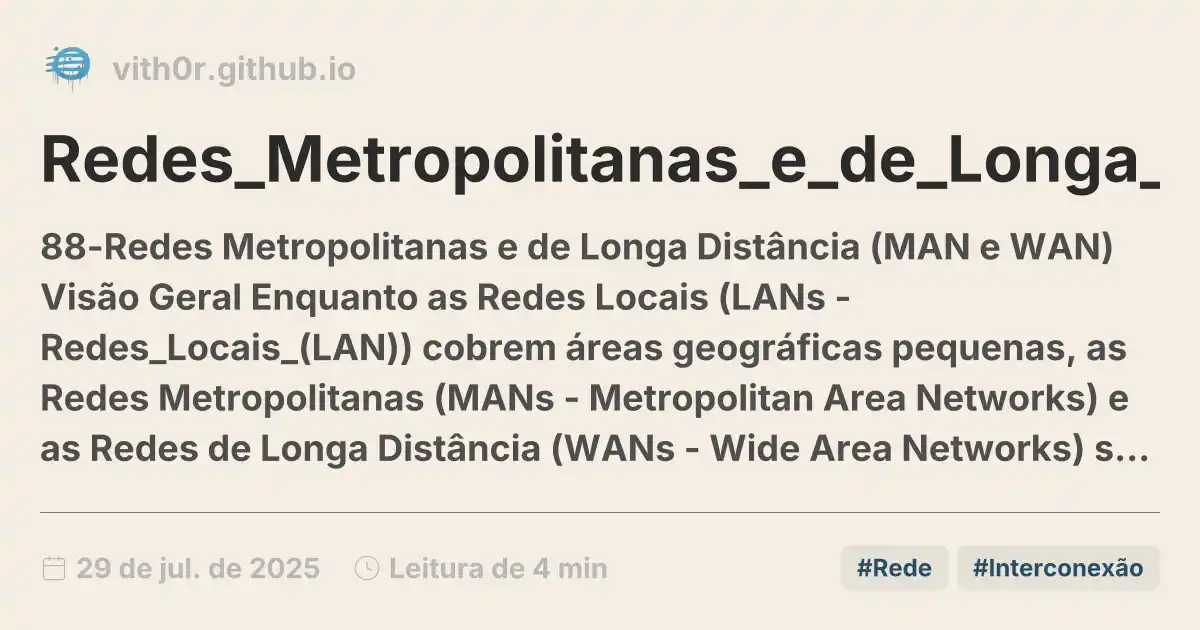 vith0r.github.io
Redes_Metropolitanas_e_de_Longa_
88-Redes Metropolitanas e de Longa Distância (MAN e WAN)
Visão Geral Enquanto as Redes Locais (LANs -
Redes_Locais_(LAN)) cobrem áreas geográficas pequenas, as
Redes Metropolitanas (MANs - Metropolitan Area Networks) e
as Redes de Longa Distância (WANs - Wide Area Networks) s...
29 de jul. de 2025 Leitura de 4 min #Rede #Interconexão